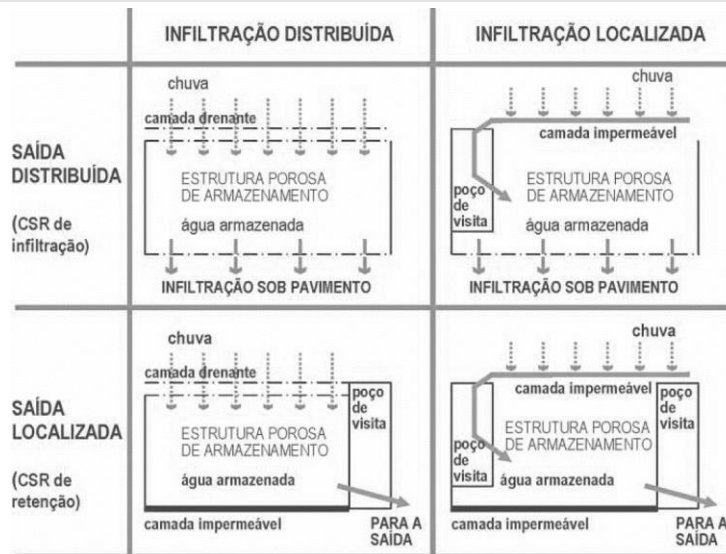 INFILTRAÇÃO DISTRIBUÍDA
INFILTRAÇÃO LOCALIZADA
SAÍDA
DISTRIBUÍDA
(CSR de
infiltração)
chuva
camada drenante
ESTRUTURA POROSA
DE ARMAZENAMENTO
água armazenada
INFILTRAÇÃO SOB PAVIMENTO
chuva
camada impermeável
poço
de
visita
ESTRUTURA POROSA
DE ARMAZENAMENTO
água armazenada
INFILTRAÇÃO SOB PAVIMENTO
SAÍDA
LOCALIZADA
(CSR de
retenção)
chuva
camada drenante
poço
de
visita
ESTRUTURA POROSA
DE ARMAZENAMENTO
água armazenada
camada impermeável
PARA A
SAÍDA
chuva
camada impermeável
poço
de
visita
poço
de
visita
ESTRUTURA POROSA
DE ARMAZENAMENTO
água armazenada
camada impermeável
PARA A
SAÍDA